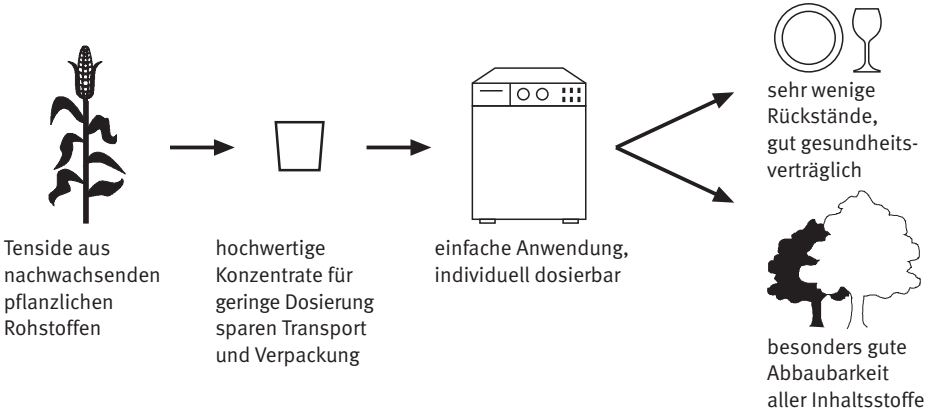 Tenside aus
nachwachsenden
pflanzlichen
Rohstoffen
hochwertige
Konzentrate für
geringe Dosierung
sparen Transport
und Verpackung
einfache Anwendung,
individuell dosierbar
sehr wenige
Rückstände,
gut gesundheits-
verträglich
besonders gute
Abbaubarkeit
aller Inhaltsstoffe